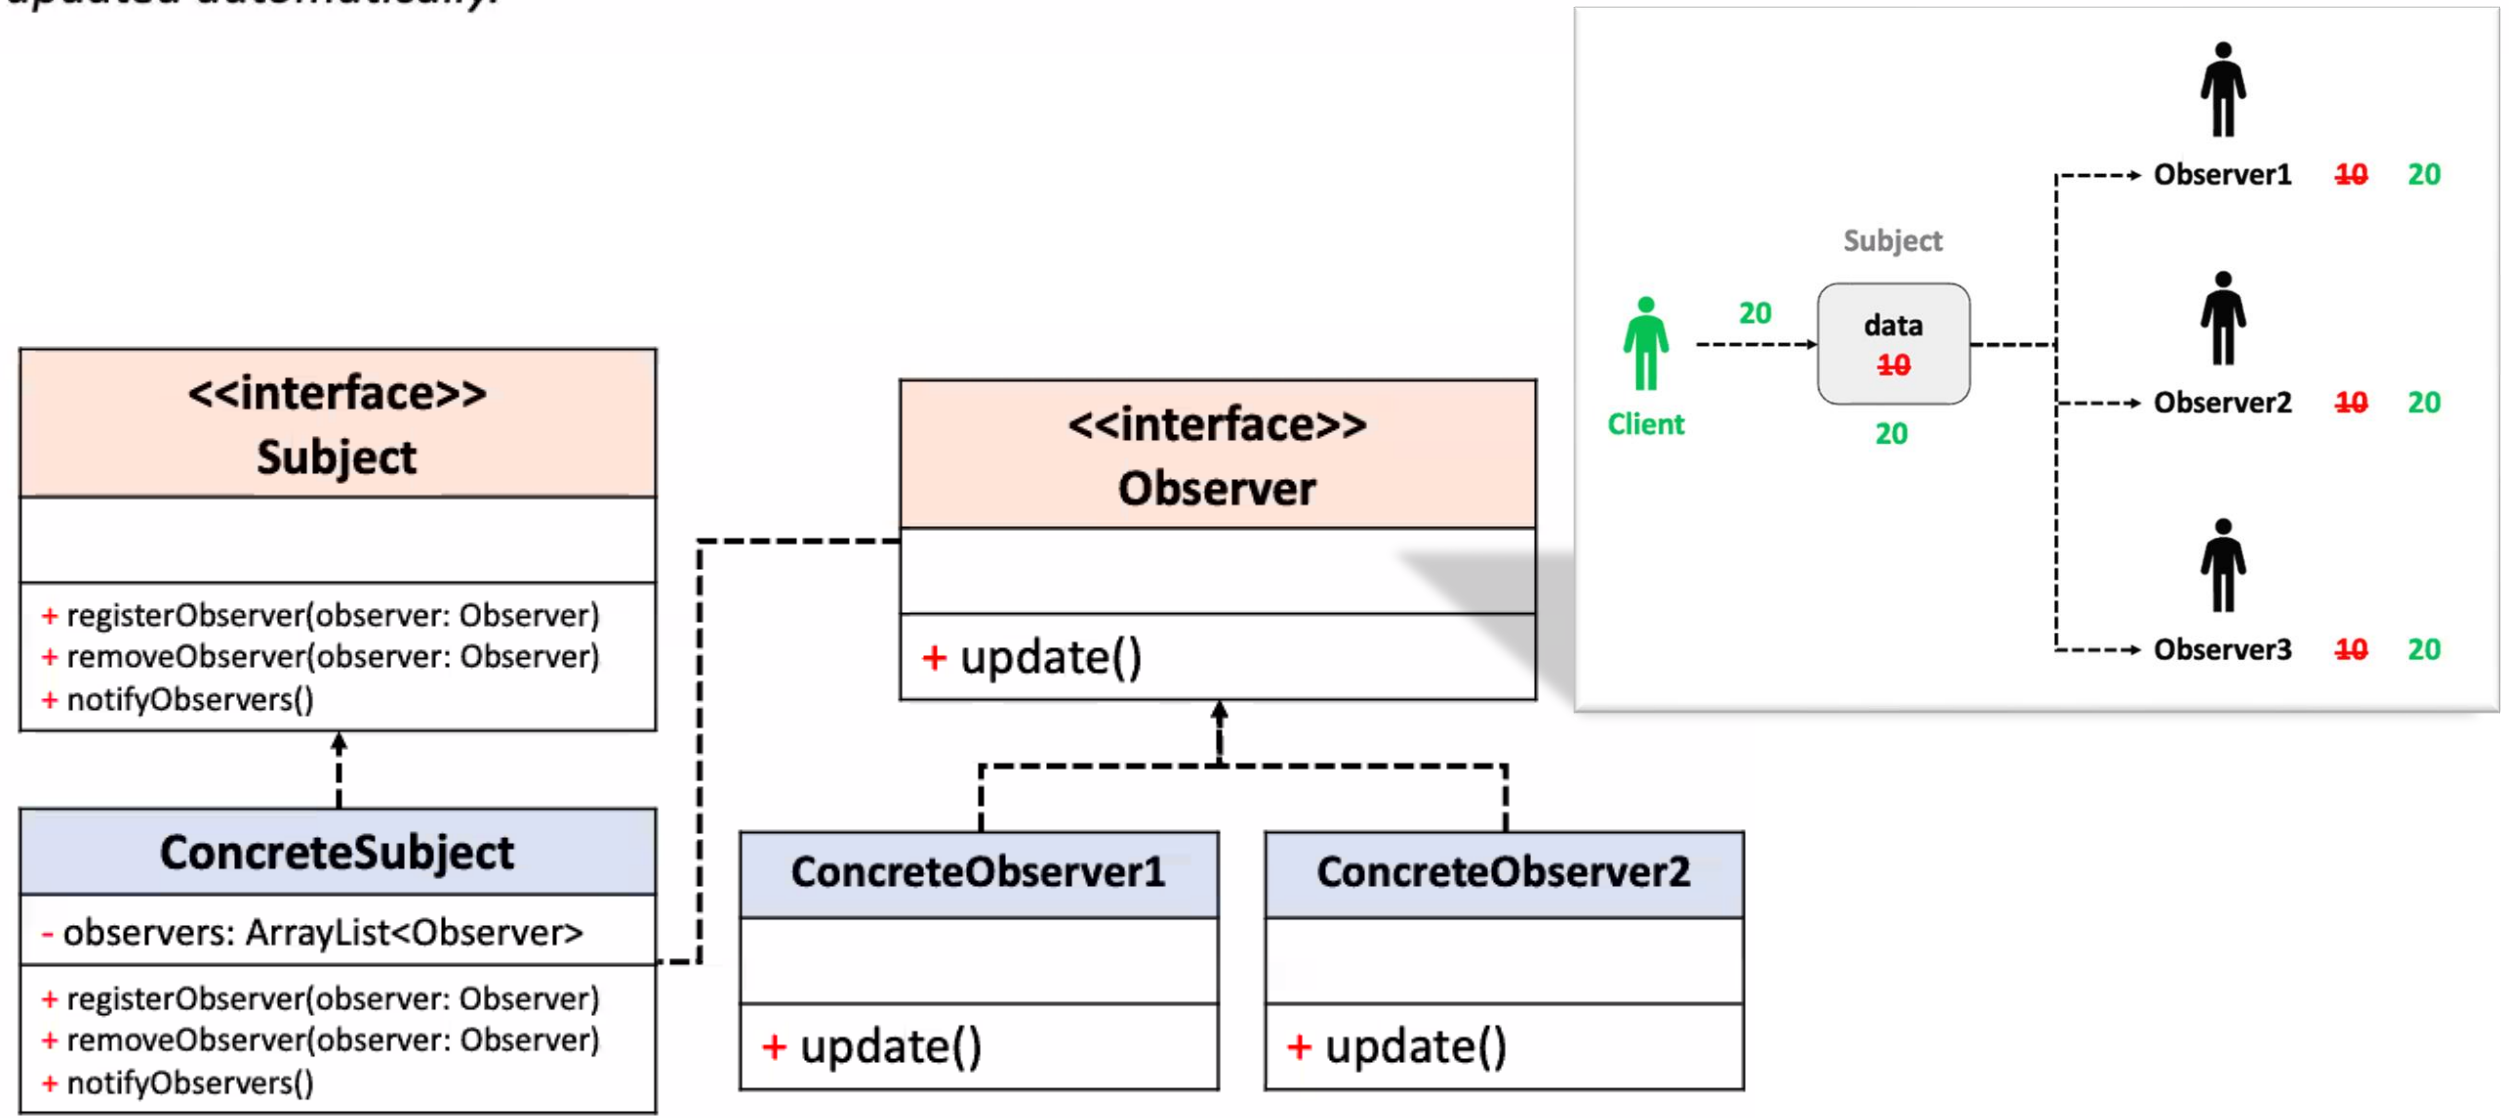 updated automatically.
<<interface>>
Subject
+ registerObserver(observer: Observer)
+ removeObserver(observer: Observer)
+ notifyObservers()
ConcreteSubject
- observers: ArrayList<Observer>
+ registerObserver(observer: Observer)
+ removeObserver(observer: Observer)
+ notifyObservers()
<<interface>>
Observer
+ update()
ConcreteObserver1
+ update()
ConcreteObserver2
+ update()
Client
20
Subject
data
10
20
Observer1 10 20
Observer2 10 20
Observer3 10 20